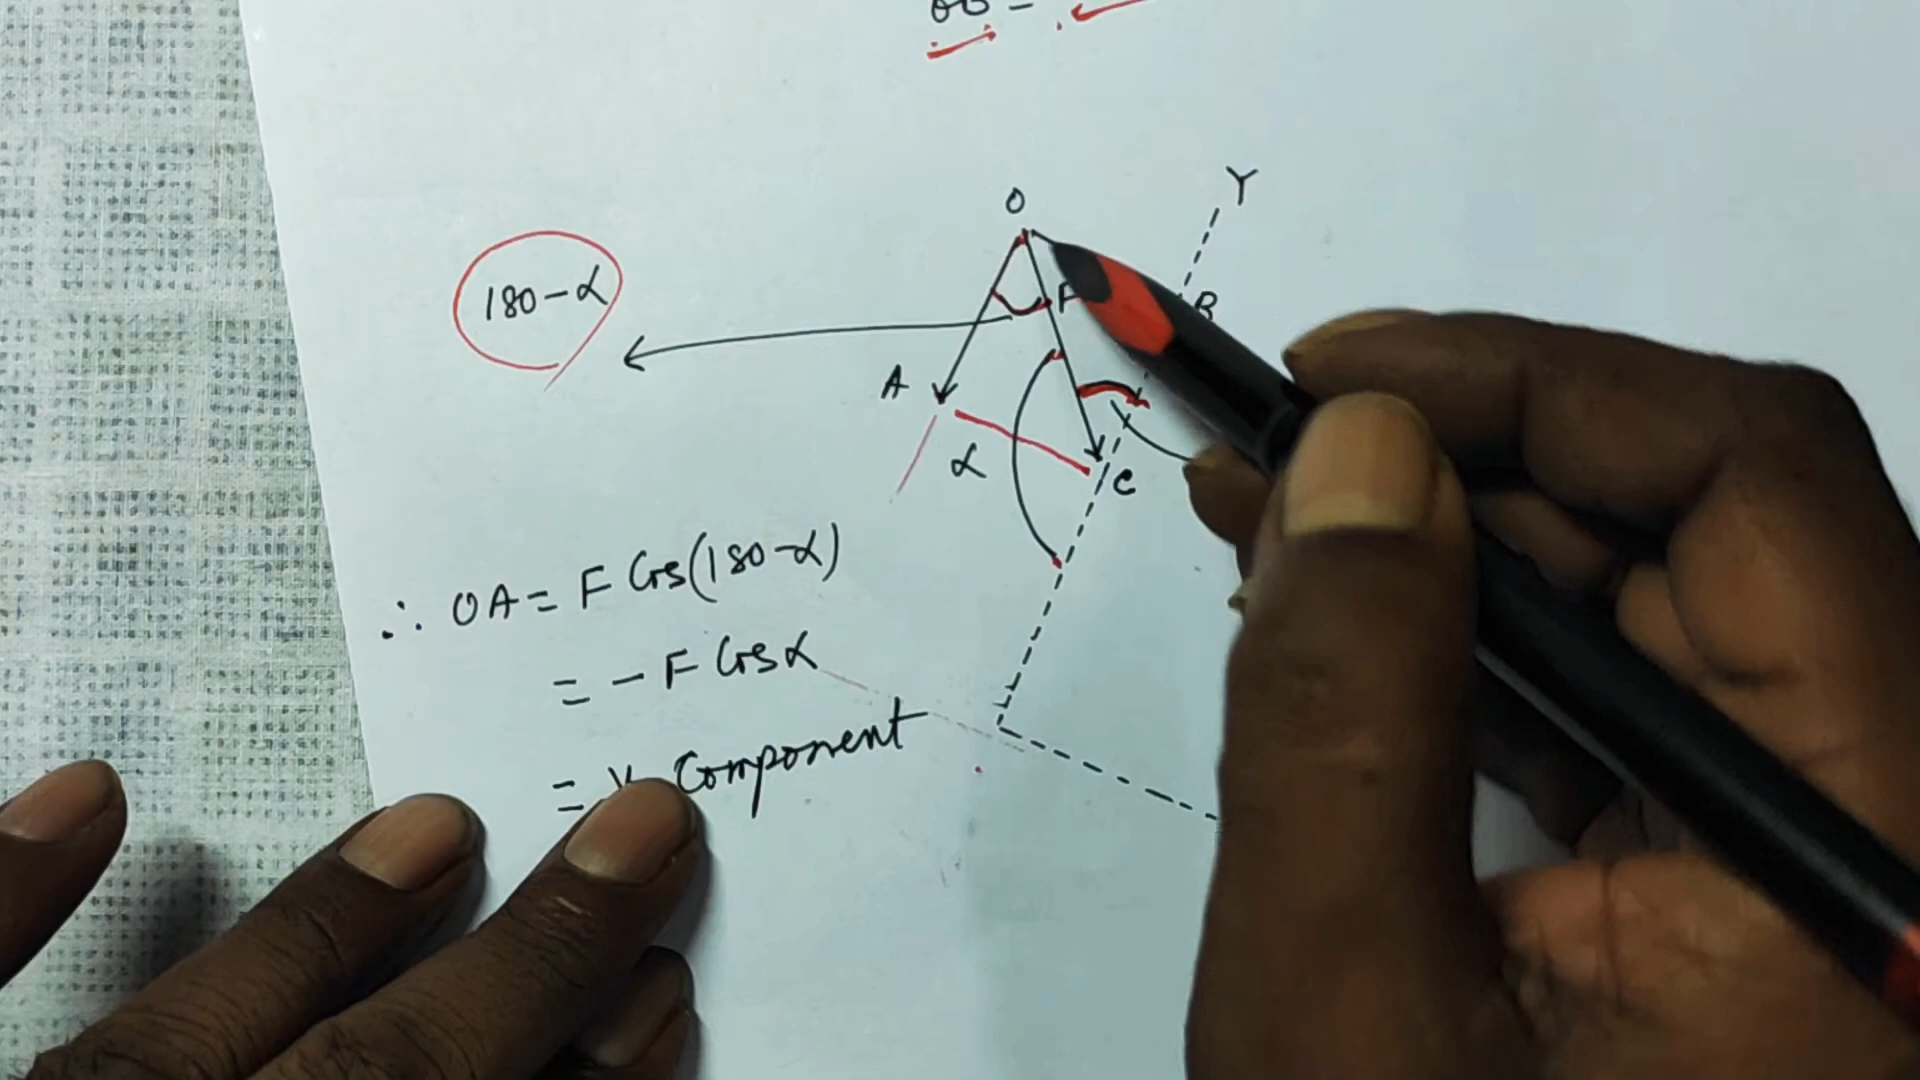 Y
O
180-α
F
B
A
α
C
∴ OA = F Cos(180-α)
= - F Cos α
= Component